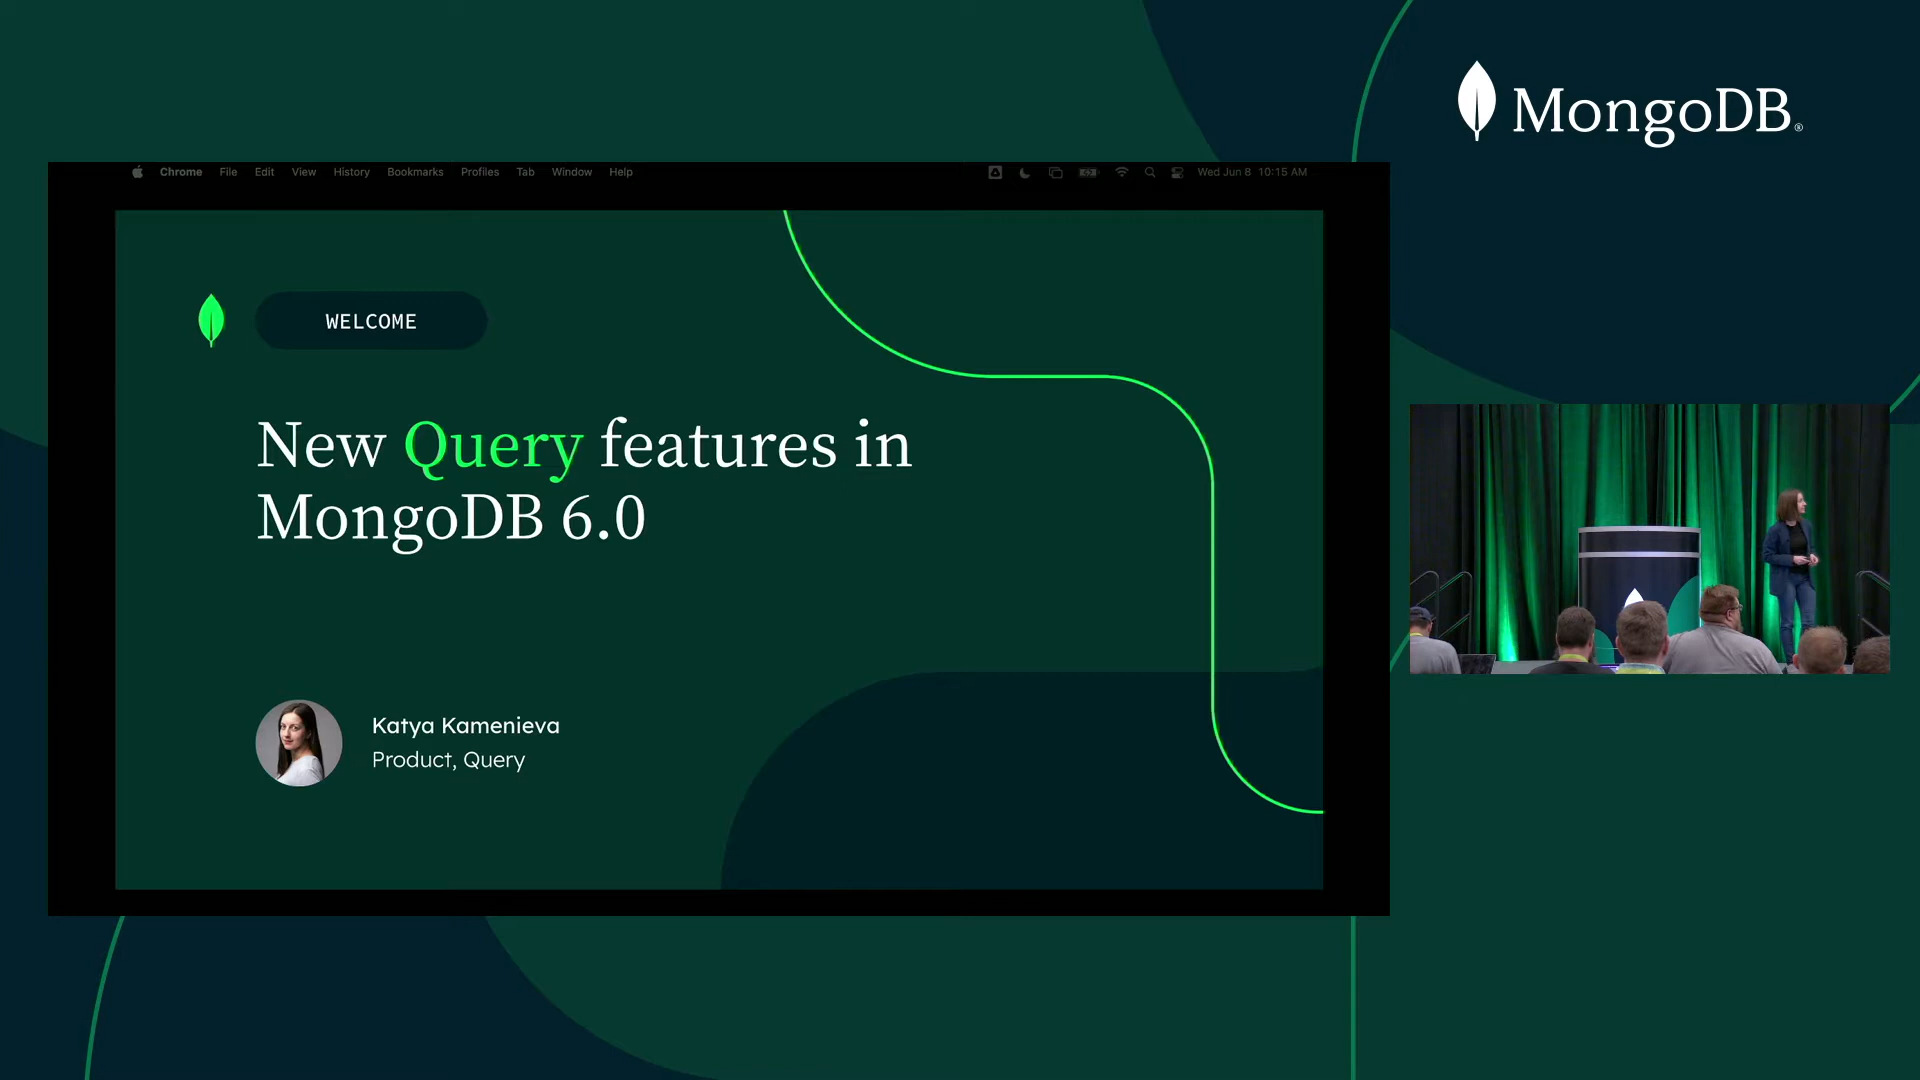 MongoDB®
Chrome File Edit View History Bookmarks Profiles Tab Window Help Wed Jun 8 10:15 AM
WELCOME
New Query features in
MongoDB 6.0
Katya Kamenieva
Product, Query